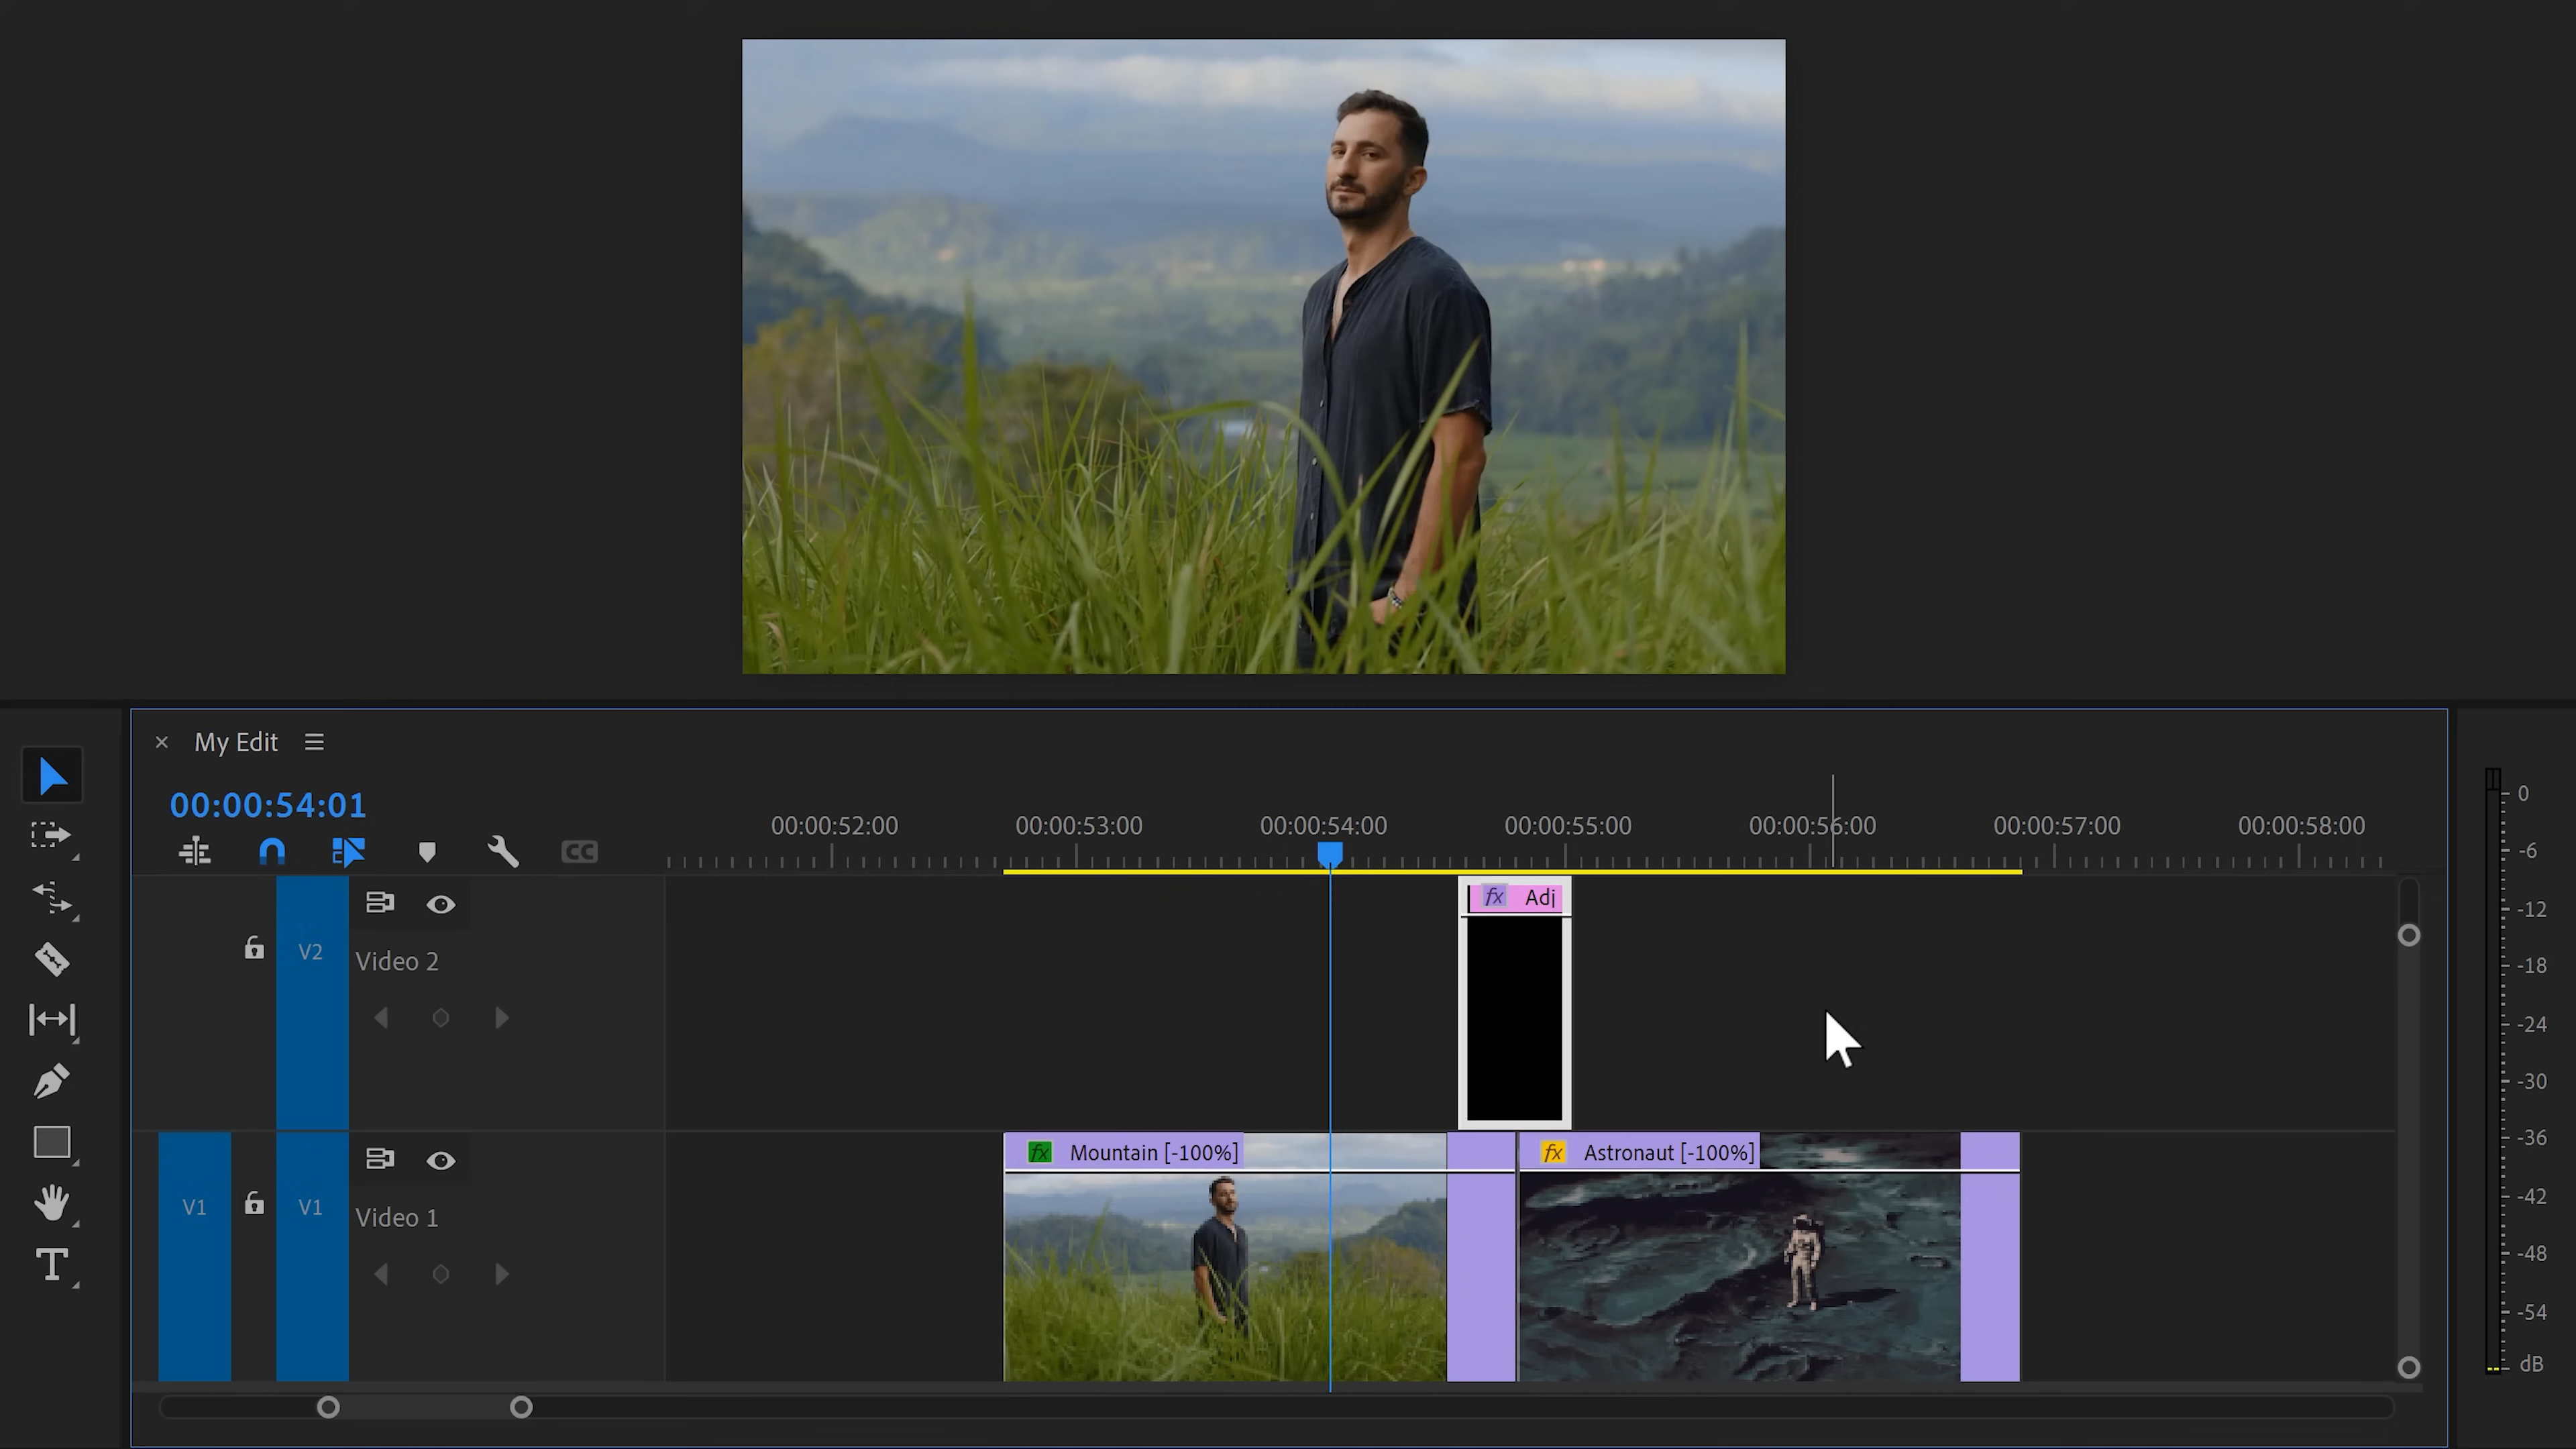 My Edit
00:00:54:01
CC
00:00:52:00 00:00:53:00 00:00:54:00 00:00:55:00 00:00:56:00 00:00:57:00 00:00:58:00
fx Adj
V2 Video 2
fx Mountain [-100%] fx Astronaut [-100%]
V1 V1 Video 1
T
0
-6
-12
-18
-24
-30
-36
-42
-48
-54
dB